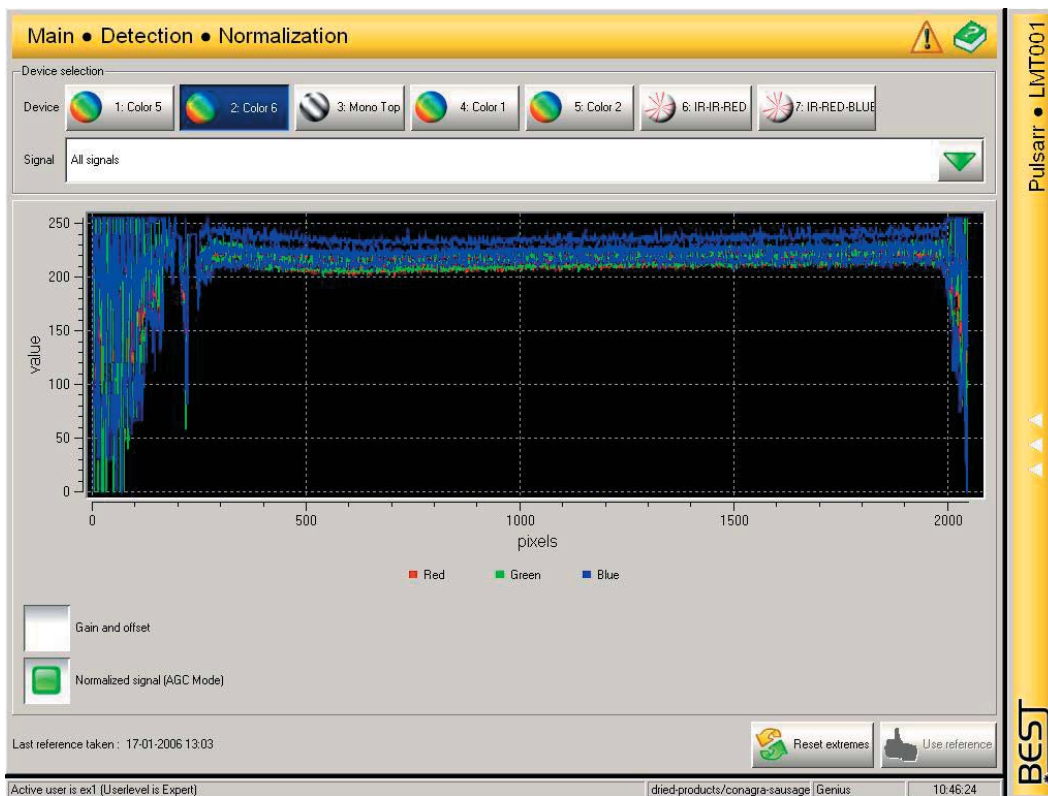 Main • Detection • Normalization
Device selection
Device
1: Color 5
2: Color 6
3: Mono Top
4: Color 1
5: Color 2
6: IR-IR-RED
7: IR-RED-BLUE
Signal
All signals
250
200
150
100
50
0
value
0
500
1000
1500
2000
pixels
Red
Green
Blue
Gain and offset
Normalized signal (AGC Mode)
Last reference taken : 17-01-2006 13:03
Reset extremes
Use reference
Active user is ex1 (Userlevel is Expert)
dried-products/conagra-sausage
Genius
10:46:24
Pulsarr • LMT001
BEST